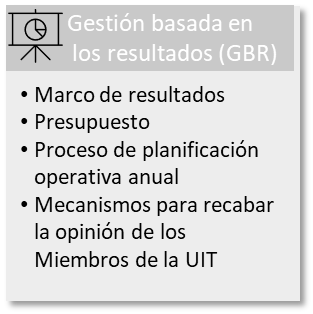 Gestión basada en
los resultados (GBR)
• Marco de resultados
• Presupuesto
• Proceso de planificación
operativa anual
• Mecanismos para recabar
la opinión de los
Miembros de la UIT